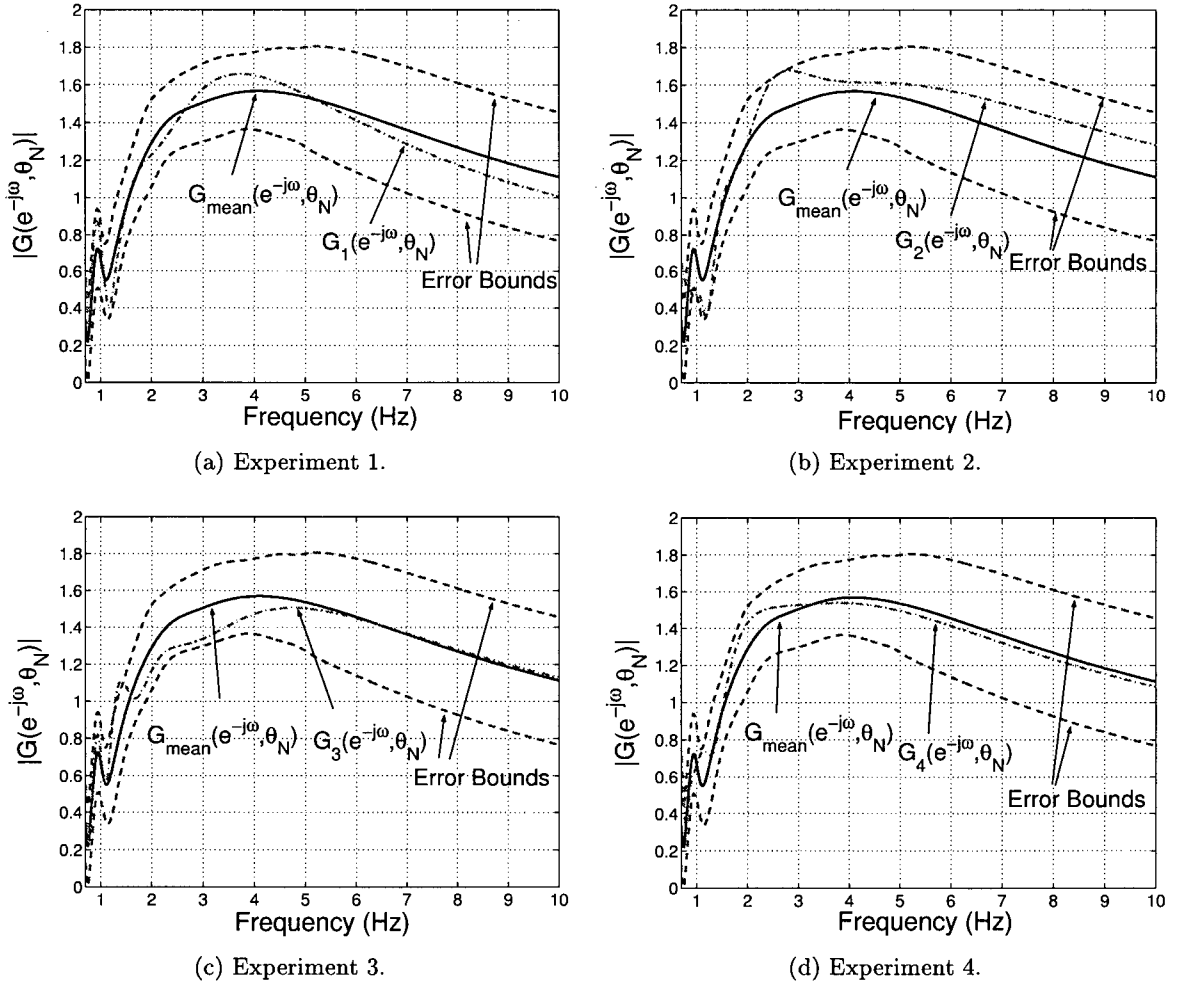 |G(e^-jω,θ_N)|
2
1.8
1.6
1.4
1.2
1
0.8
0.6
0.4
0.2
0
G_mean(e^-jω,θ_N)
G_1(e^-jω,θ_N)
Error Bounds
1 2 3 4 5 6 7 8 9 10
Frequency (Hz)
(a) Experiment 1.
|G(e^-jω,θ_N)|
2
1.8
1.6
1.4
1.2
1
0.8
0.6
0.4
0.2
0
G_mean(e^-jω,θ_N)
G_2(e^-jω,θ_N)
Error Bounds
1 2 3 4 5 6 7 8 9 10
Frequency (Hz)
(b) Experiment 2.
|G(e^-jω,θ_N)|
2
1.8
1.6
1.4
1.2
1
0.8
0.6
0.4
0.2
0
G_mean(e^-jω,θ_N)
G_3(e^-jω,θ_N)
Error Bounds
1 2 3 4 5 6 7 8 9 10
Frequency (Hz)
(c) Experiment 3.
|G(e^-jω,θ_N)|
2
1.8
1.6
1.4
1.2
1
0.8
0.6
0.4
0.2
0
G_mean(e^-jω,θ_N)
G_4(e^-jω,θ_N)
Error Bounds
1 2 3 4 5 6 7 8 9 10
Frequency (Hz)
(d) Experiment 4.